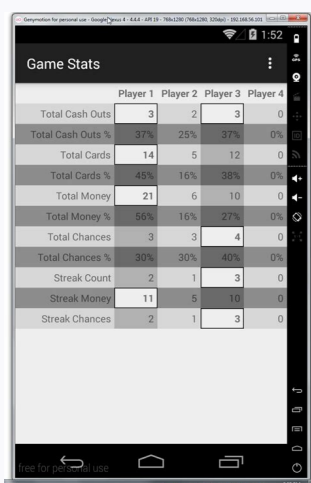 Genymotion for personal use - Google Nexus 4 - 4.4.4 - API 19 - 768x1280 (768x1280, 320dpi) - 192.168.56.101
1:52
Game Stats
Player 1 Player 2 Player 3 Player 4
Total Cash Outs 3 2 3 0
Total Cash Outs % 37% 25% 37% 0%
Total Cards 14 5 12 0
Total Cards % 45% 16% 38% 0%
Total Money 21 6 10 0
Total Money % 56% 16% 27% 0%
Total Chances 3 3 4 0
Total Chances % 30% 30% 40% 0%
Streak Count 2 1 3 0
Streak Money 11 5 10 0
Streak Chances 2 1 3 0
free for personal use